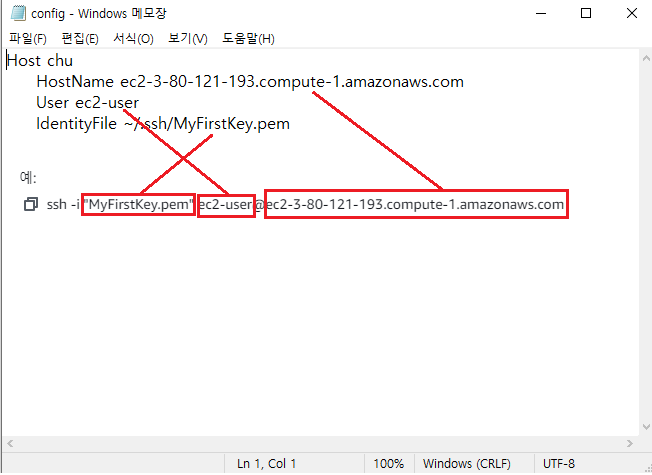 config - Windows 메모장
파일(F) 편집(E) 서식(O) 보기(V) 도움말(H)
Host chu
HostName ec2-3-80-121-193.compute-1.amazonaws.com
User ec2-user
IdentityFile ~/.ssh/MyFirstKey.pem
예:
ssh -i "MyFirstKey.pem" ec2-user@ec2-3-80-121-193.compute-1.amazonaws.com
Ln 1, Col 1 100% Windows (CRLF) UTF-8